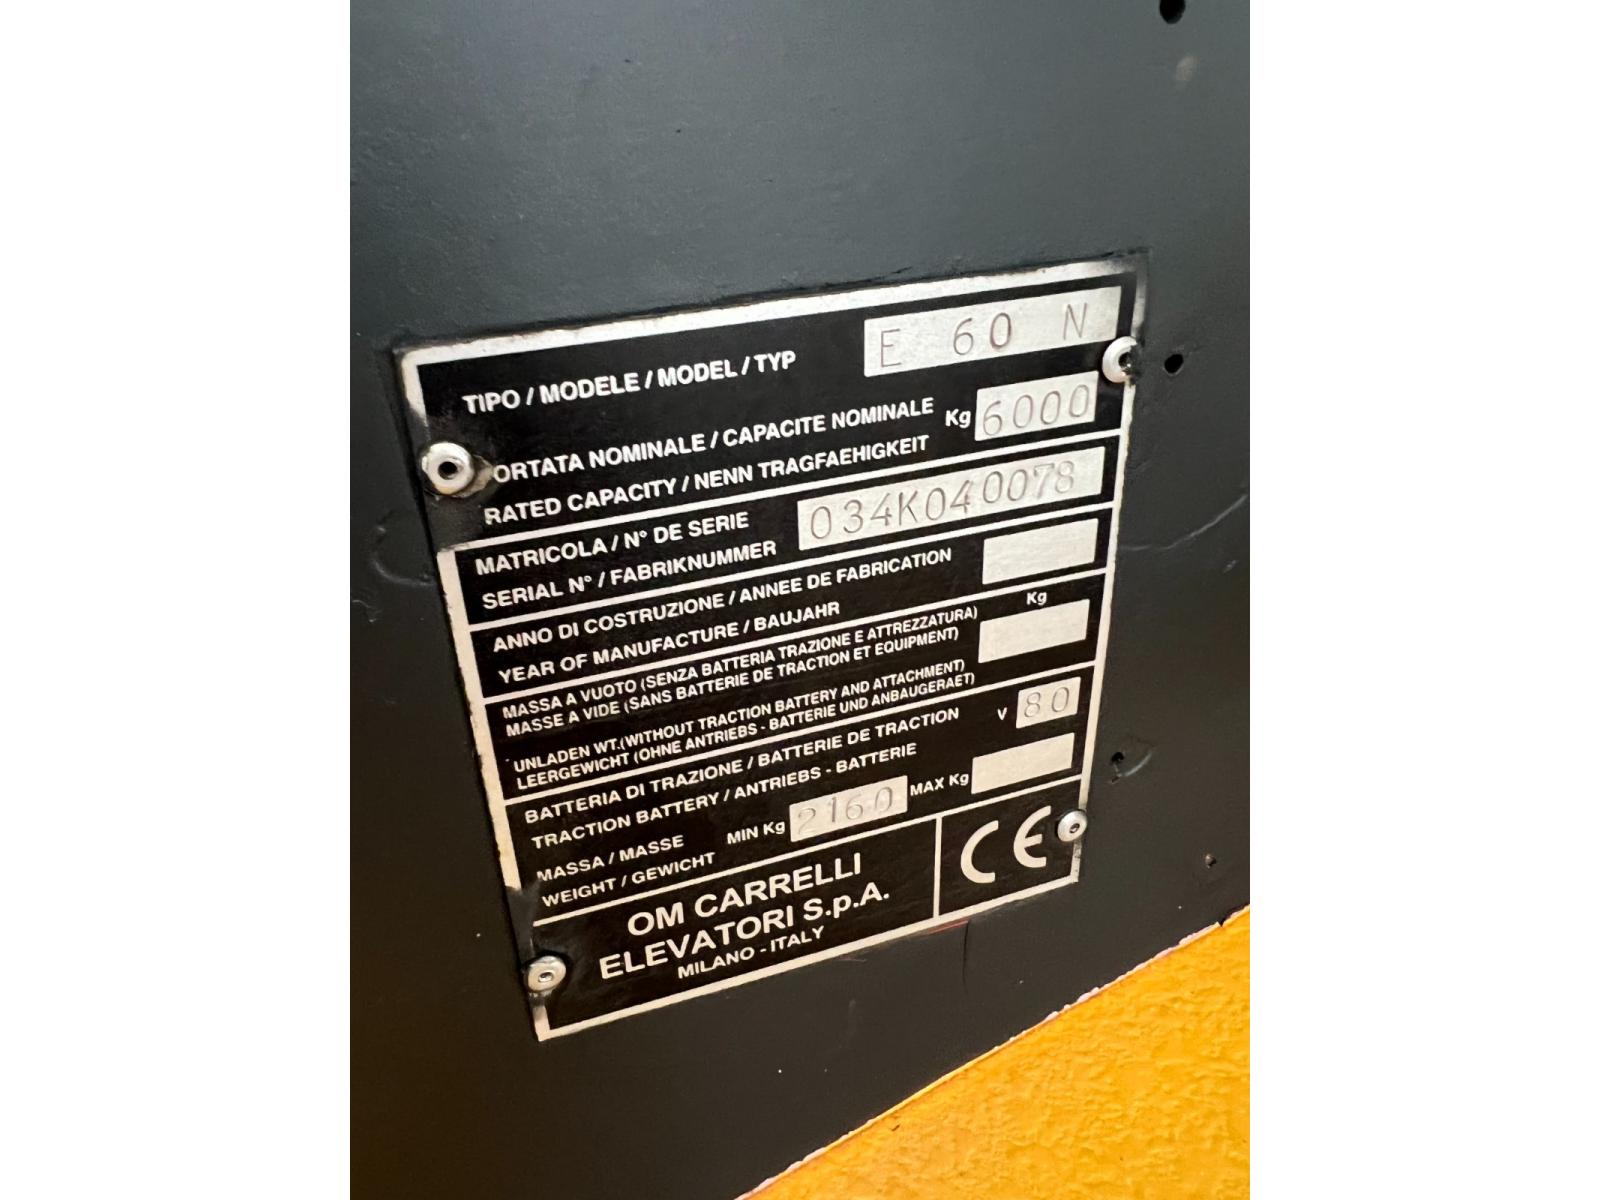 TIPO / MODELE / MODEL / TYP E 60 N
ORTATA NOMINALE / CAPACITE NOMINALE Kg 6000
RATED CAPACITY / NENN TRAGFAEHIGKEIT
MATRICOLA / N° DE SERIE 034K040078
SERIAL N° / FABRIKNUMMER
ANNO DI COSTRUZIONE / ANNEE DE FABRICATION
YEAR OF MANUFACTURE / BAUJAHR
MASSA A VUOTO (SENZA BATTERIA TRAZIONE E ATTREZZATURA) Kg
MASSE A VIDE (SANS BATTERIE DE TRACTION ET EQUIPMENT)
UNLADEN WT.(WITHOUT TRACTION BATTERY AND ATTACHMENT)
LEERGEWICHT (OHNE ANTRIEBS - BATTERIE UND ANBAUGERAET)
BATTERIA DI TRAZIONE / BATTERIE DE TRACTION V 80
TRACTION BATTERY / ANTRIEBS - BATTERIE
MASSA / MASSE MIN Kg 2160 MAX Kg
WEIGHT / GEWICHT
OM CARRELLI
ELEVATORI S.p.A.
MILANO - ITALY
CE